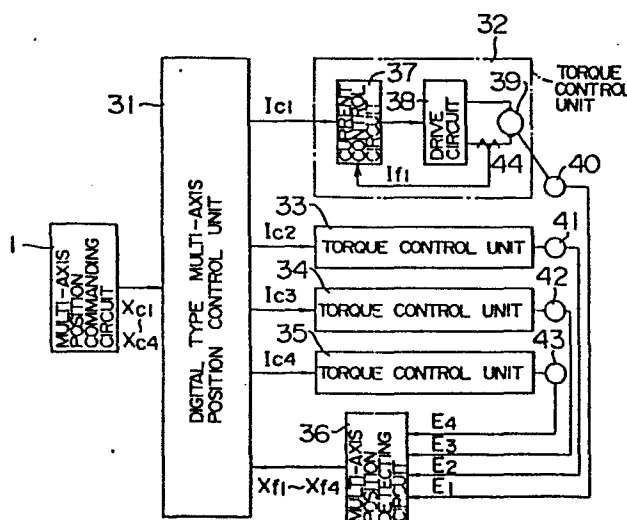 32
37
CURRENT
CONTROL
CIRCUIT
38
DRIVE
CIRCUIT
39
TORQUE
CONTROL
UNIT
31
Ic1
If1
44
40
33
TORQUE CONTROL UNIT
41
Ic2
34
TORQUE CONTROL UNIT
42
Ic3
35
TORQUE CONTROL UNIT
43
Ic4
1
MULTI-AXIS
POSITION
COMMANDING
CIRCUIT
Xc1
~
Xc4
DIGITAL TYPE MULTI-AXIS
POSITION CONTROL UNIT
36
MULTI-AXIS
POSITION
DETECTING
CIRCUIT
E4
E3
E2
E1
Xf1~Xf4